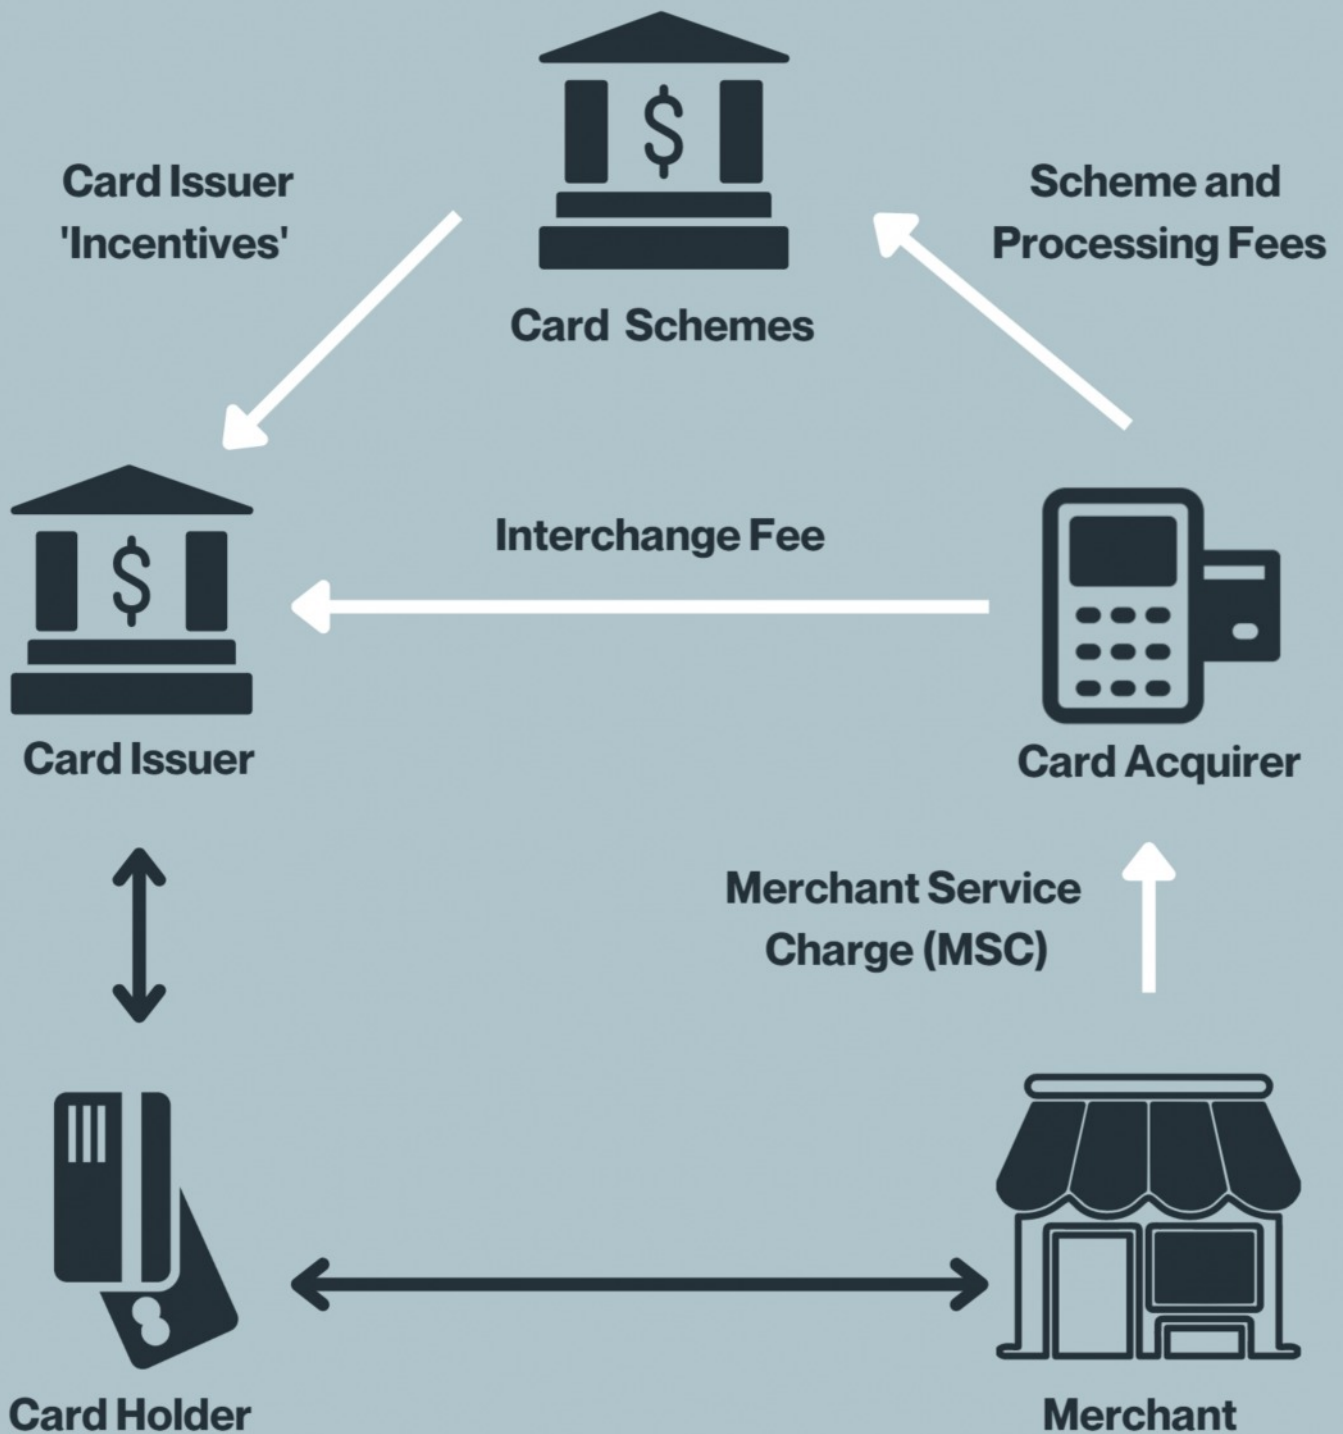 $
Card Issuer
'Incentives'
Scheme and
Processing Fees
Card Schemes
Interchange Fee
$
Card Issuer
Card Acquirer
Merchant Service
Charge (MSC)
Card Holder
Merchant